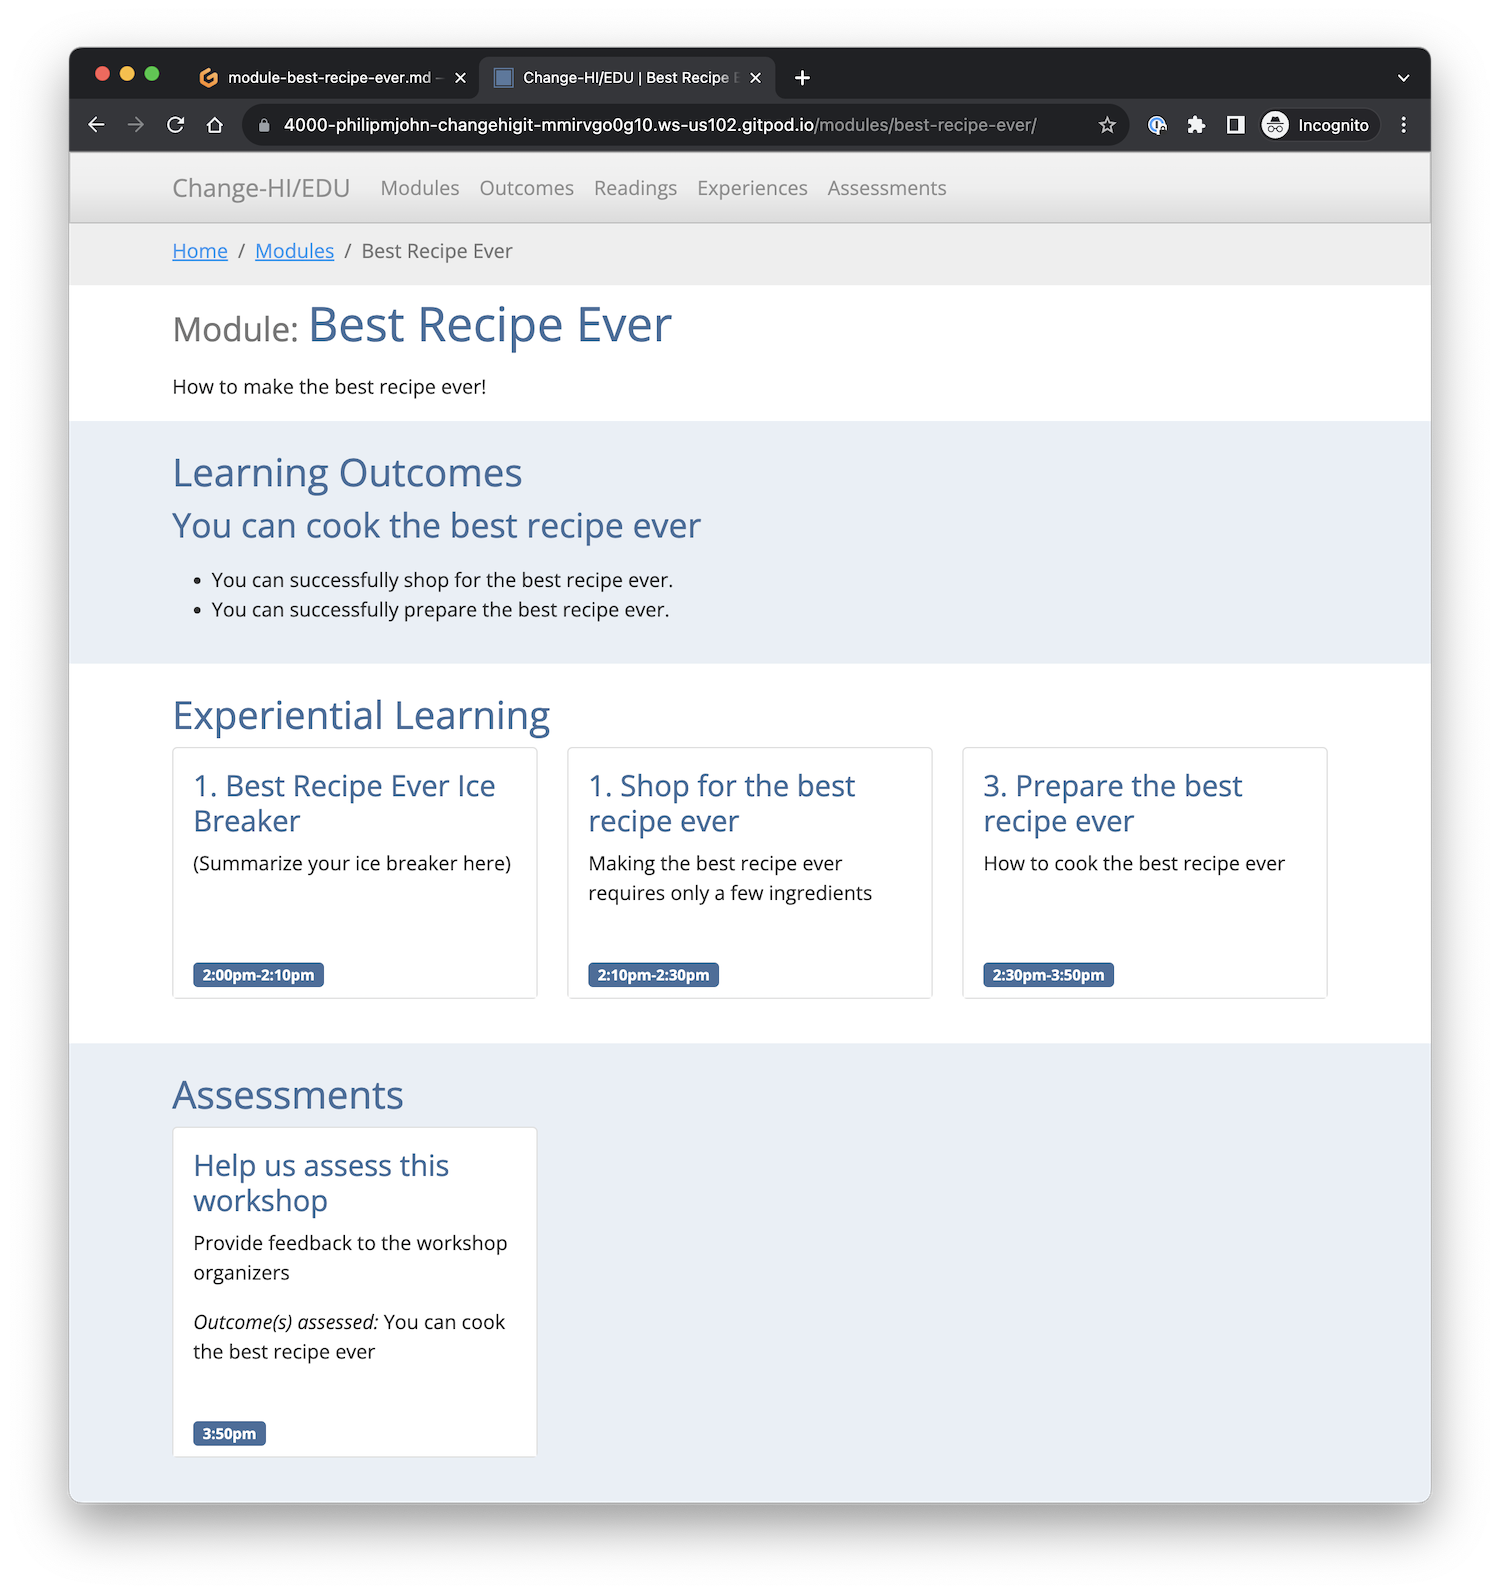 module-best-recipe-ever.md –
Change-HI/EDU | Best Recipe E
4000-philipmjohn-changehigit-mmirvgo0g10.ws-us102.gitpod.io/modules/best-recipe-ever/
Incognito
Change-HI/EDU Modules Outcomes Readings Experiences Assessments
Home / Modules / Best Recipe Ever
Module: Best Recipe Ever
How to make the best recipe ever!
Learning Outcomes
You can cook the best recipe ever
• You can successfully shop for the best recipe ever.
• You can successfully prepare the best recipe ever.
Experiential Learning
1. Best Recipe Ever Ice
Breaker
(Summarize your ice breaker here)
2:00pm-2:10pm
1. Shop for the best
recipe ever
Making the best recipe ever
requires only a few ingredients
2:10pm-2:30pm
3. Prepare the best
recipe ever
How to cook the best recipe ever
2:30pm-3:50pm
Assessments
Help us assess this
workshop
Provide feedback to the workshop
organizers
Outcome(s) assessed: You can cook
the best recipe ever
3:50pm